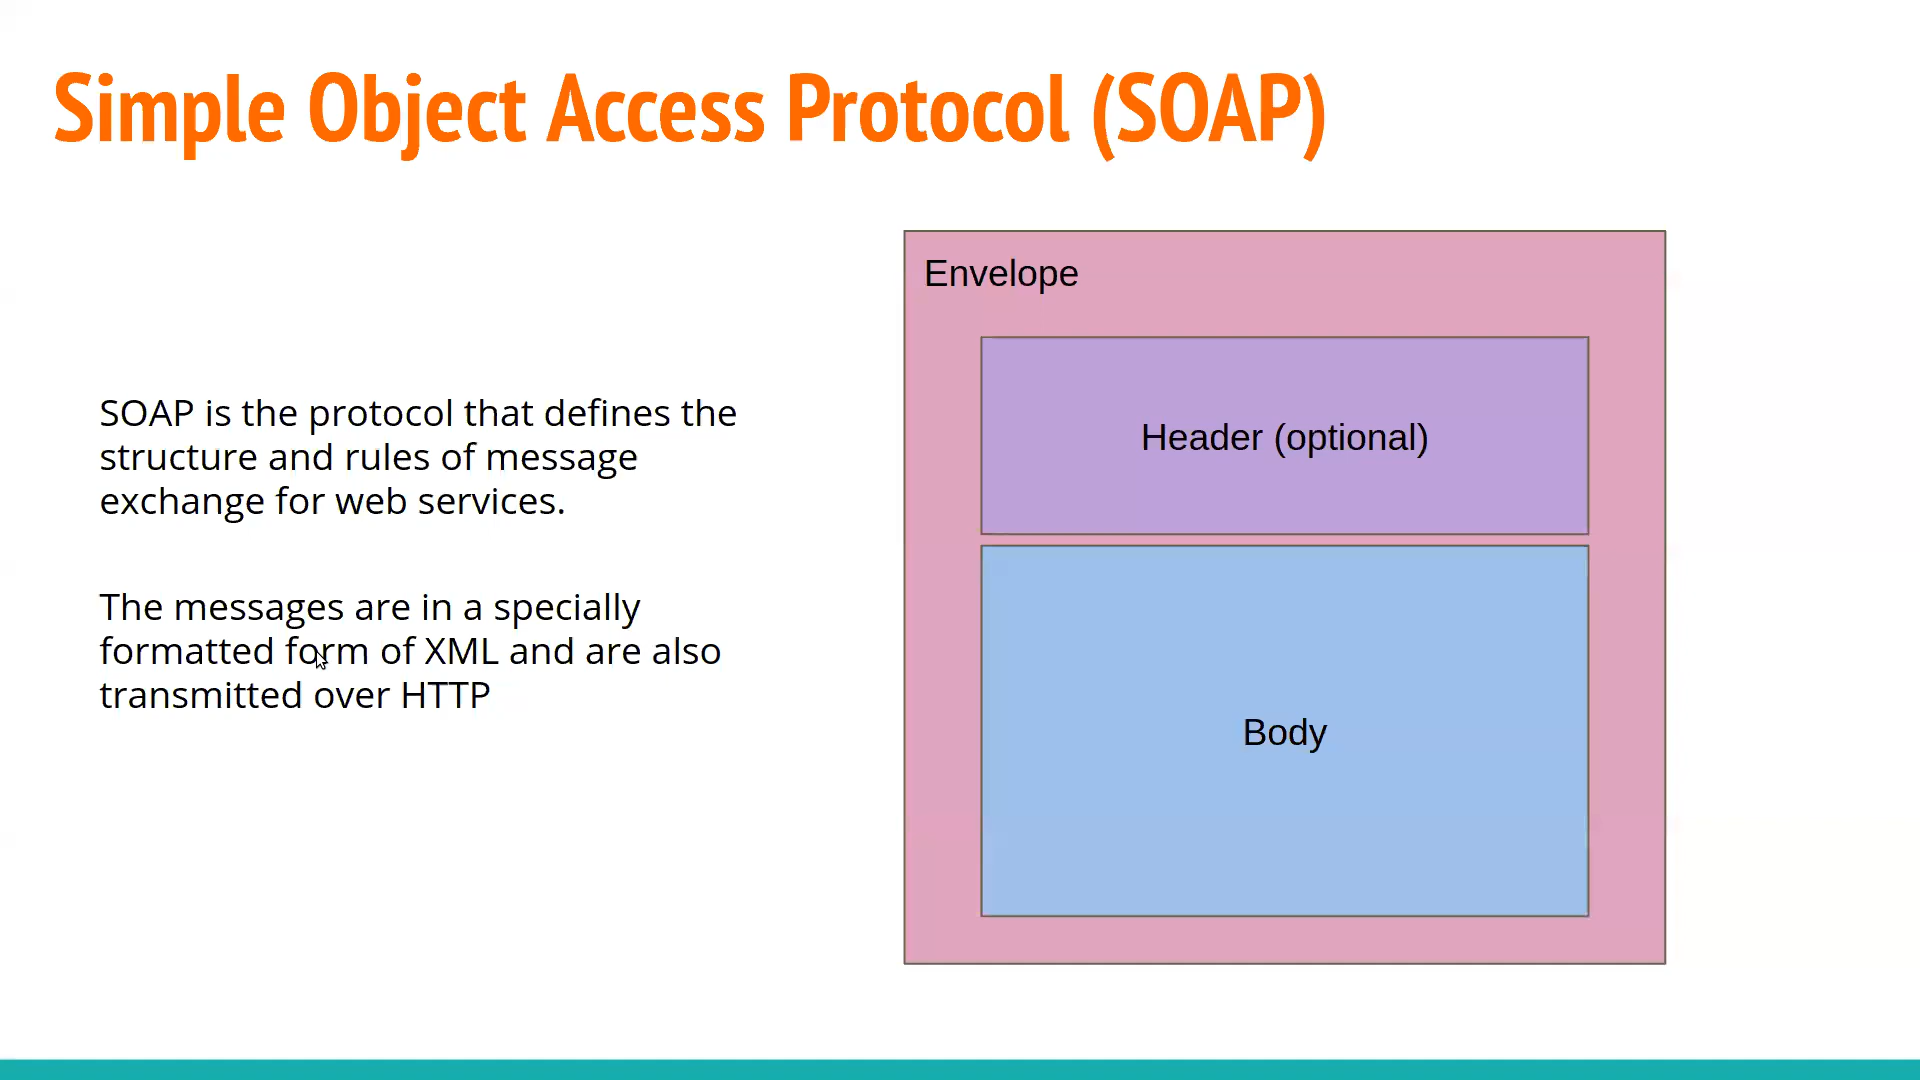 Simple Object Access Protocol (SOAP)
SOAP is the protocol that defines the
structure and rules of message
exchange for web services.
The messages are in a specially
formatted form of XML and are also
transmitted over HTTP
Envelope
Header (optional)
Body